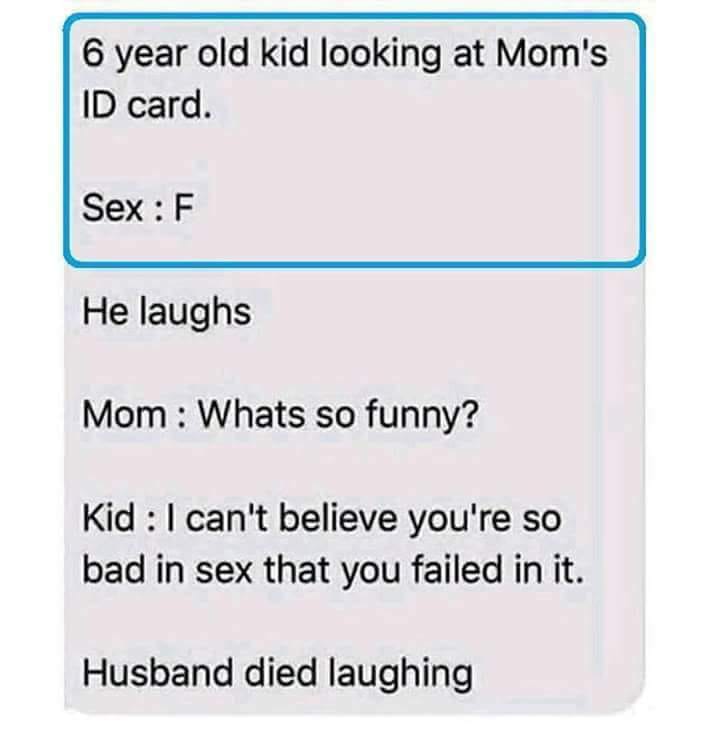 6 year old kid looking at Mom's
ID card.
Sex : F
He laughs
Mom : Whats so funny?
Kid : I can't believe you're so
bad in sex that you failed in it.
Husband died laughing